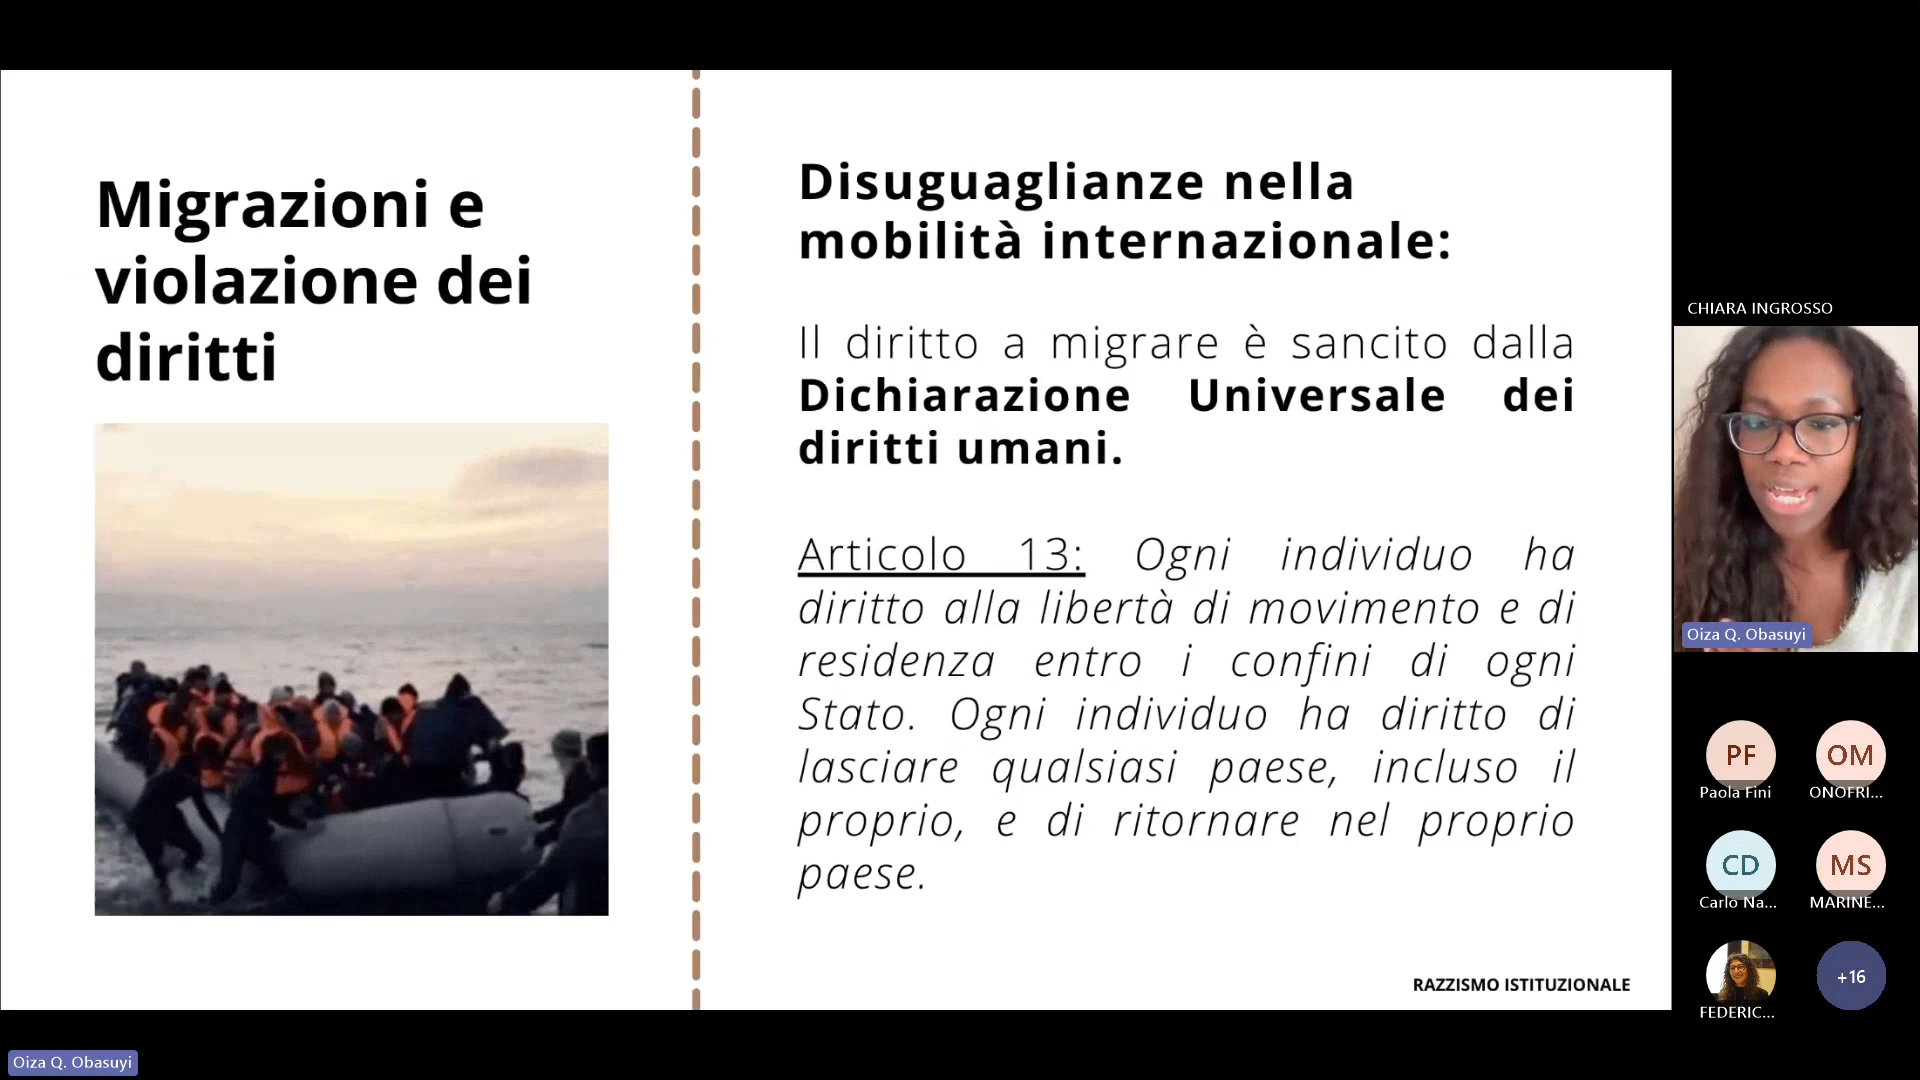 Migrazioni e
violazione dei
diritti
Disuguaglianze nella
mobilità internazionale:
Il diritto a migrare è sancito dalla
Dichiarazione Universale dei
diritti umani.
Articolo 13: Ogni individuo ha
diritto alla libertà di movimento e di
residenza entro i confini di ogni
Stato. Ogni individuo ha diritto di
lasciare qualsiasi paese, incluso il
proprio, e di ritornare nel proprio
paese.
RAZZISMO ISTITUZIONALE
CHIARA INGROSSO
Oiza Q. Obasuyi
PF
OM
Paola Fini
ONOFRI...
CD
MS
Carlo Na...
MARINE...
+16
FEDERIC...
Oiza Q. Obasuyi